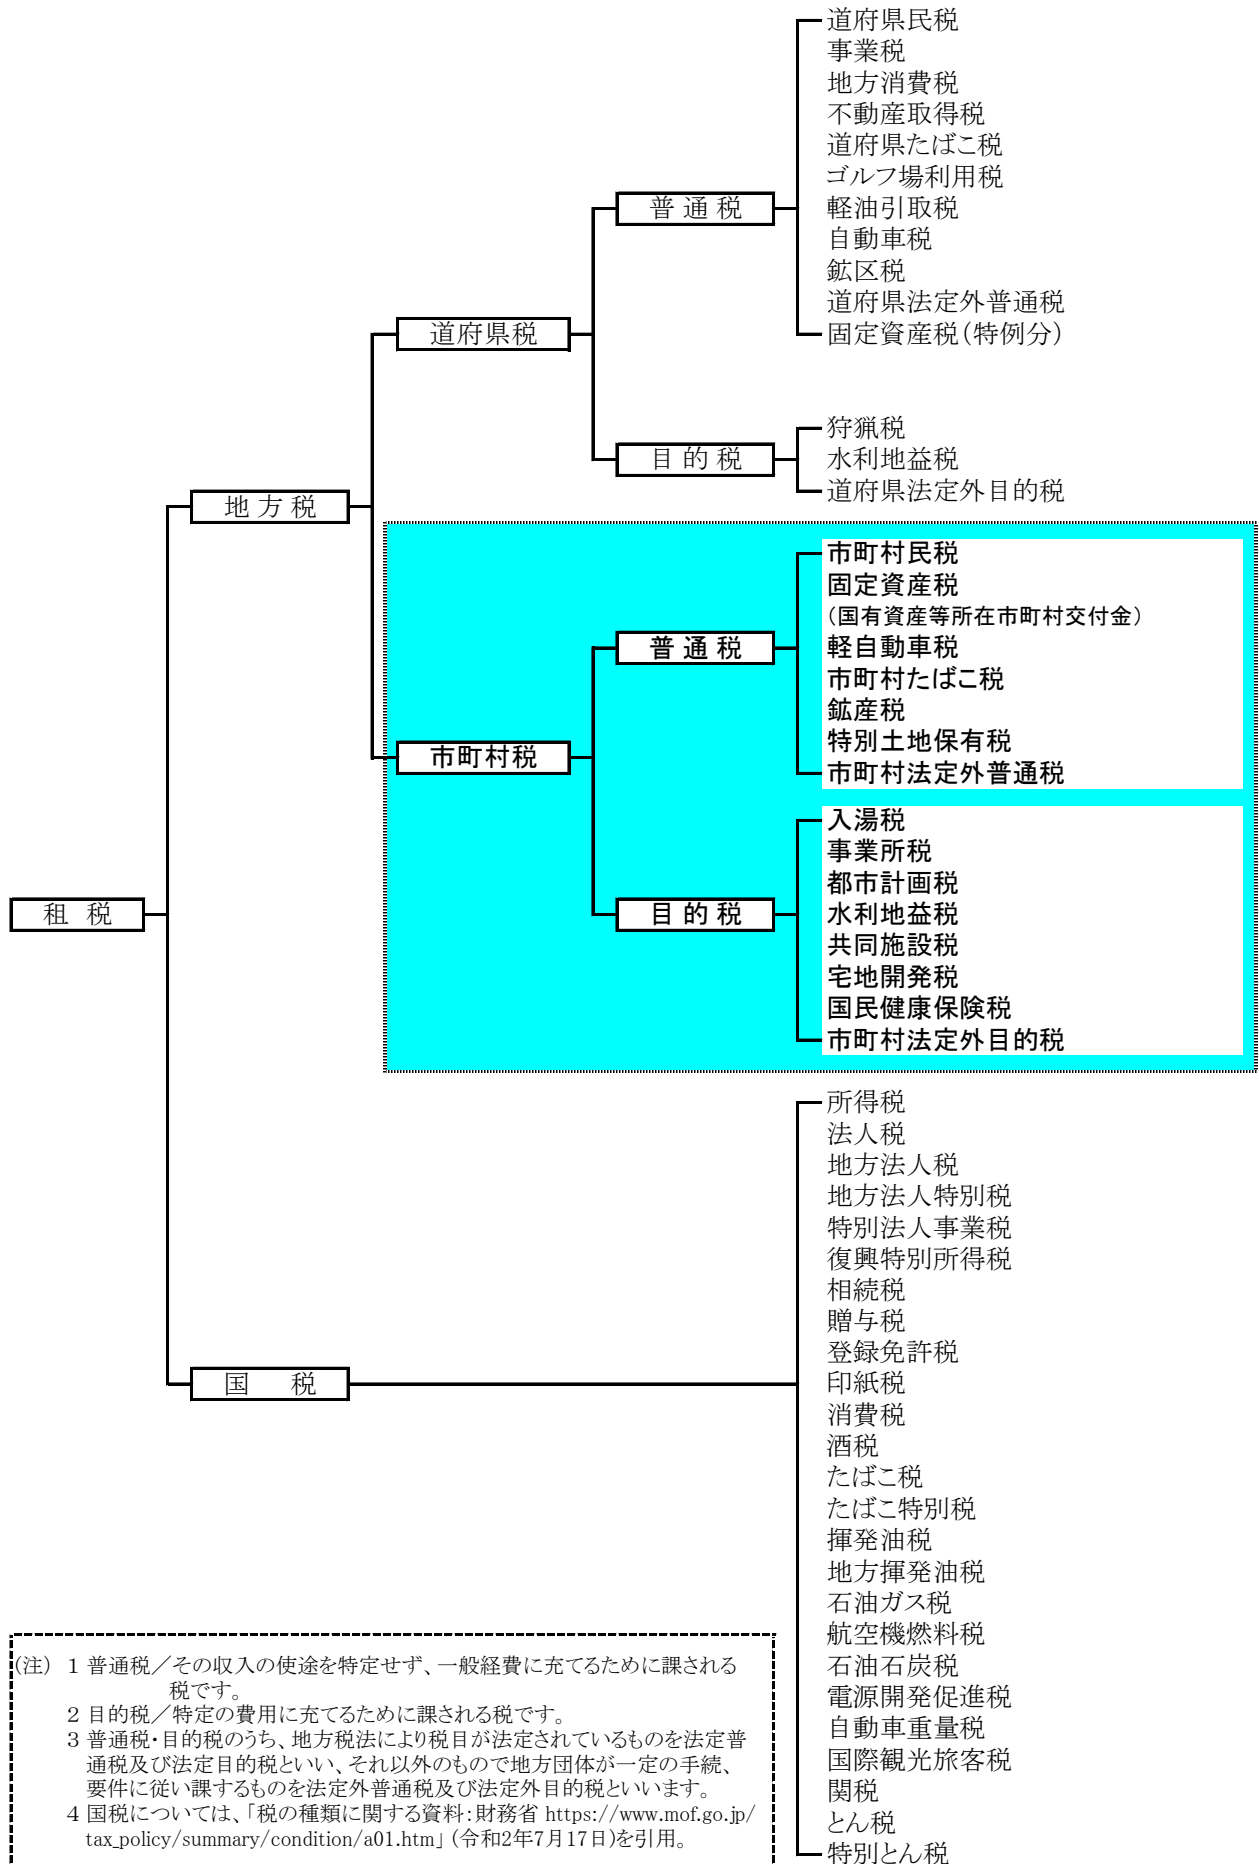 道府県民税
事業税
地方消費税
不動産取得税
道府県たばこ税
ゴルフ場利用税
普通税
軽油引取税
自動車税
鉱区税
道府県法定外普通税
道府県税
固定資産税(特例分)
狩猟税
目的税
水利地益税
道府県法定外目的税
地方税
市町村民税
固定資産税
(国有資産等所在市町村交付金)
普通税
軽自動車税
市町村たばこ税
鉱産税
特別土地保有税
市町村税
市町村法定外普通税
入湯税
事業所税
都市計画税
租税
目的税
水利地益税
共同施設税
宅地開発税
国民健康保険税
市町村法定外目的税
所得税
法人税
地方法人税
地方法人特別税
特別法人事業税
復興特別所得税
相続税
贈与税
登録免許税
国税
印紙税
消費税
酒税
たばこ税
たばこ特別税
揮発油税
地方揮発油税
石油ガス税
航空機燃料税
石油石炭税
電源開発促進税
自動車重量税
国際観光旅客税
関税
とん税
特別とん税
(注) 1 普通税/その収入の使途を特定せず、一般経費に充てるために課される
税です。
2 目的税/特定の費用に充てるために課される税です。
3 普通税・目的税のうち、地方税法により税目が法定されているものを法定普
通税及び法定目的税といい、それ以外のもので地方団体が一定の手続、
要件に従い課するものを法定外普通税及び法定外目的税といいます。
4 国税については、「税の種類に関する資料:財務省 https://www.mof.go.jp/
tax_policy/summary/condition/a01.htm」(令和2年7月17日)を引用。